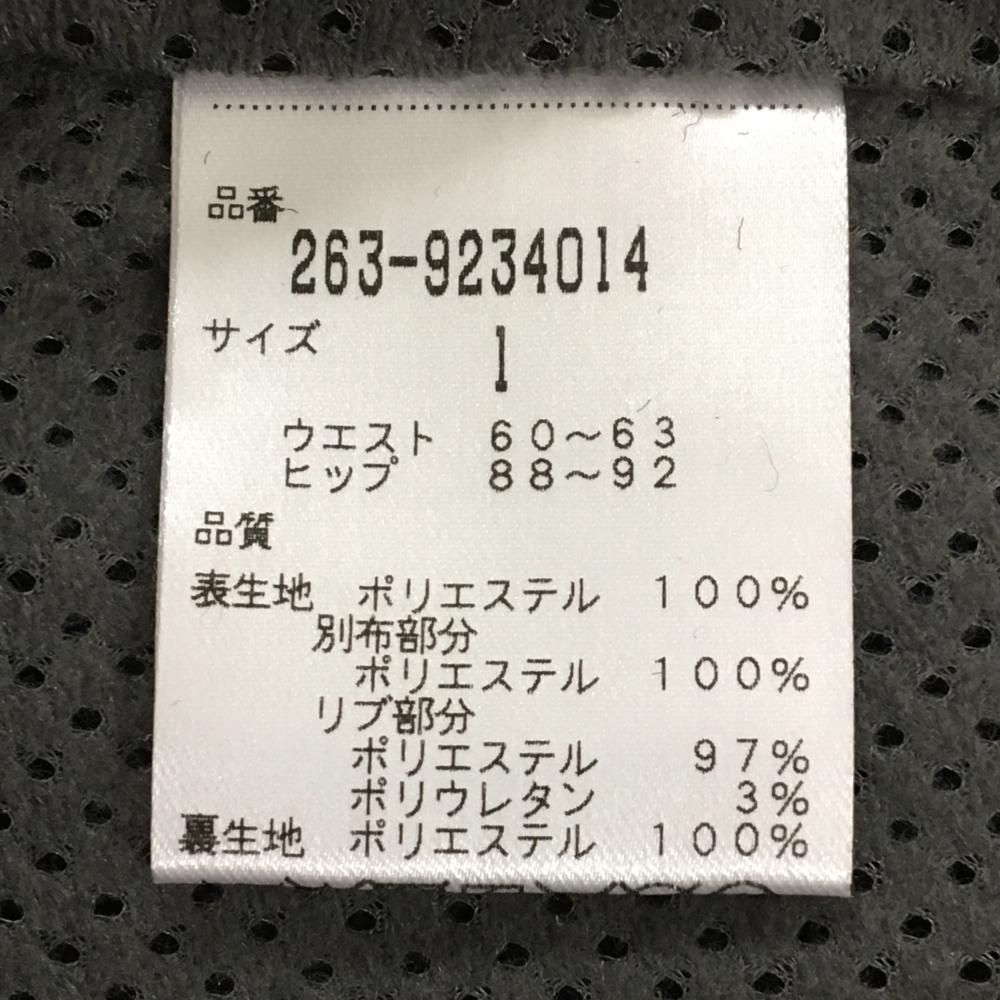 品番
263-9234014
サイズ 1
ウエスト 60～63
ヒップ 88～92
品質
表生地 ポリエステル 100%
別布部分
ポリエステル 100%
リブ部分
ポリエステル 97%
ポリウレタン 3%
裏生地 ポリエステル 100%